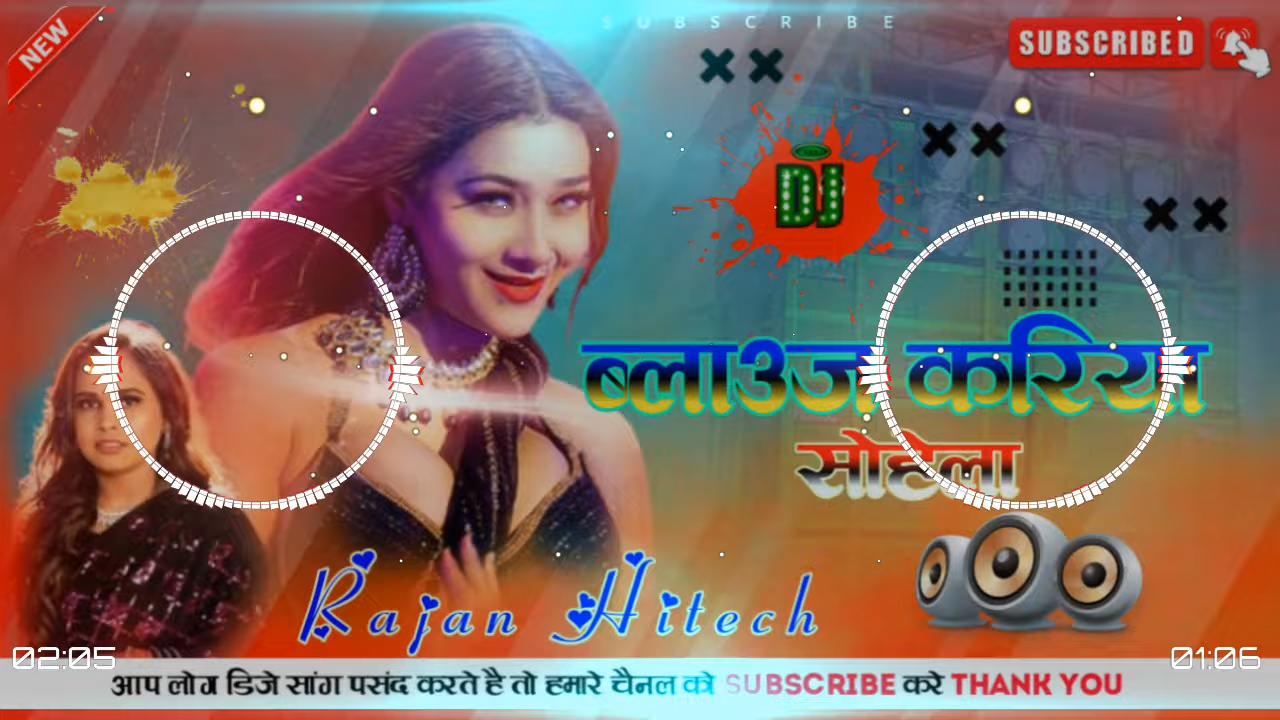 SUBSCRIBE
NEW
SUBSCRIBED
DJ
ब्लाउज करिया
सोहेला
Rajan Hitech
02:05
01:06
आप लोग डिजे सांग पसंद करते है तो हमारे चैनल को SUBSCRIBE करे THANK YOU